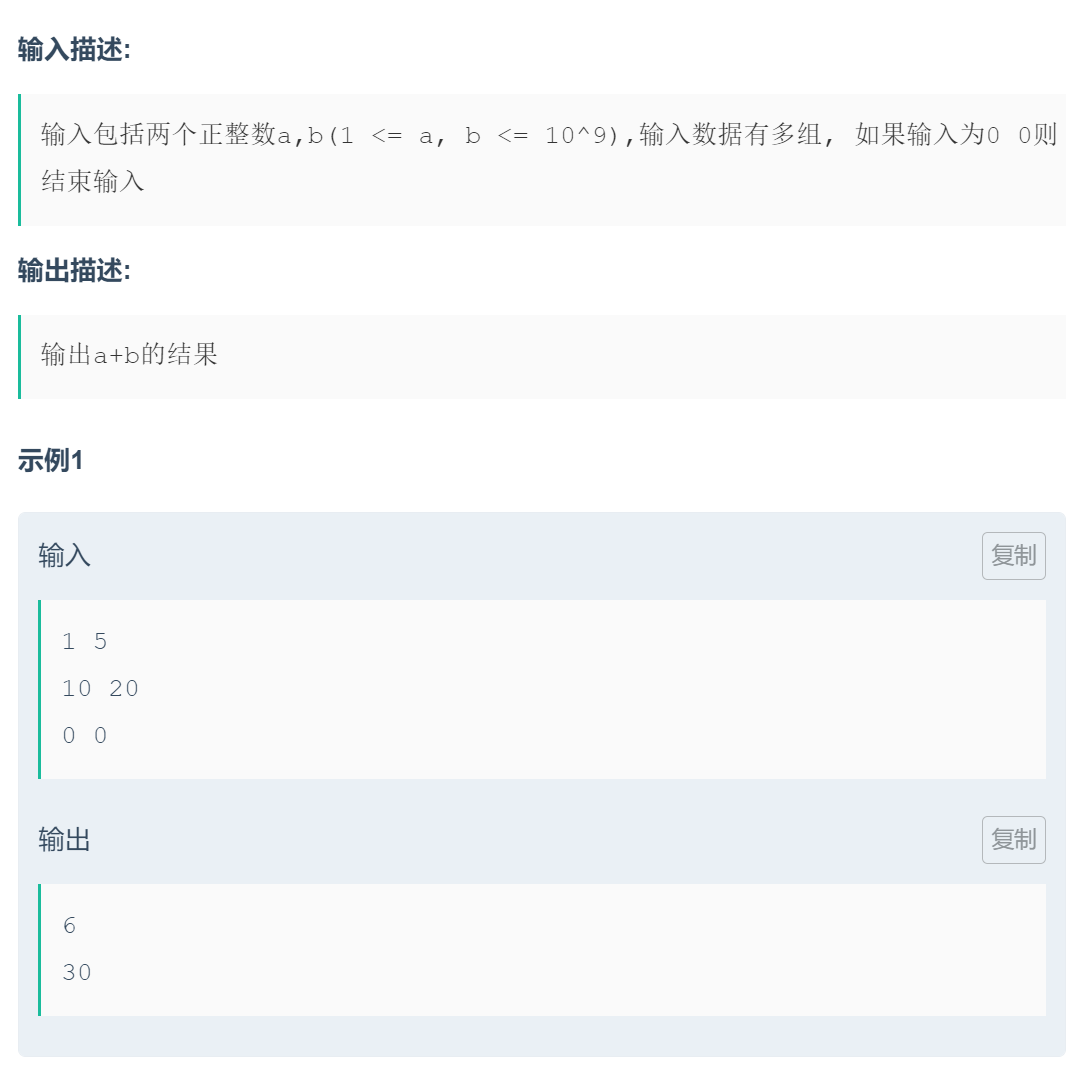 输入描述:
输入包括两个正整数a,b(1 <= a, b <= 10^9),输入数据有多组, 如果输入为0 0则
结束输入
输出描述:
输出a+b的结果
示例1
输入
复制
1 5
10 20
0 0
输出
复制
6
30